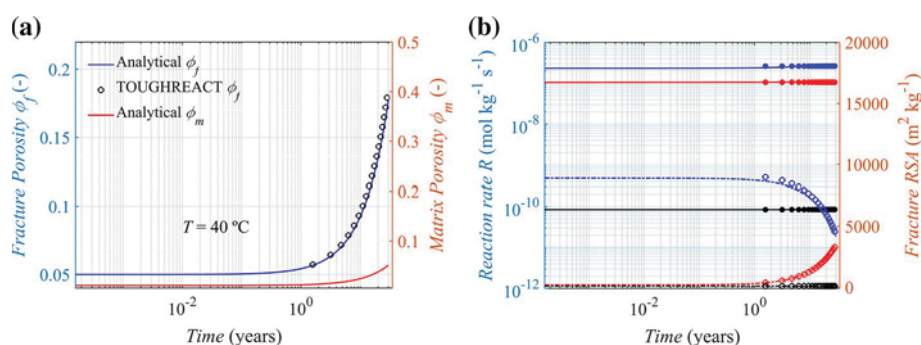 (a)
Fracture Porosity ϕf (-)
0.2
0.15
0.1
0.05
Analytical ϕf
TOUGHREACT ϕf
Analytical ϕm
T = 40 ºC
10⁻² 10⁰
Time (years)
0.5
0.4
0.3
0.2
0.1
0
Matrix Porosity ϕm (-)
(b)
Reaction rate R (mol kg⁻¹ s⁻¹)
10⁻⁶
10⁻⁸
10⁻¹⁰
10⁻¹²
10⁻² 10⁰
Time (years)
20000
15000
10000
5000
0
Fracture RSA (m² kg⁻¹)